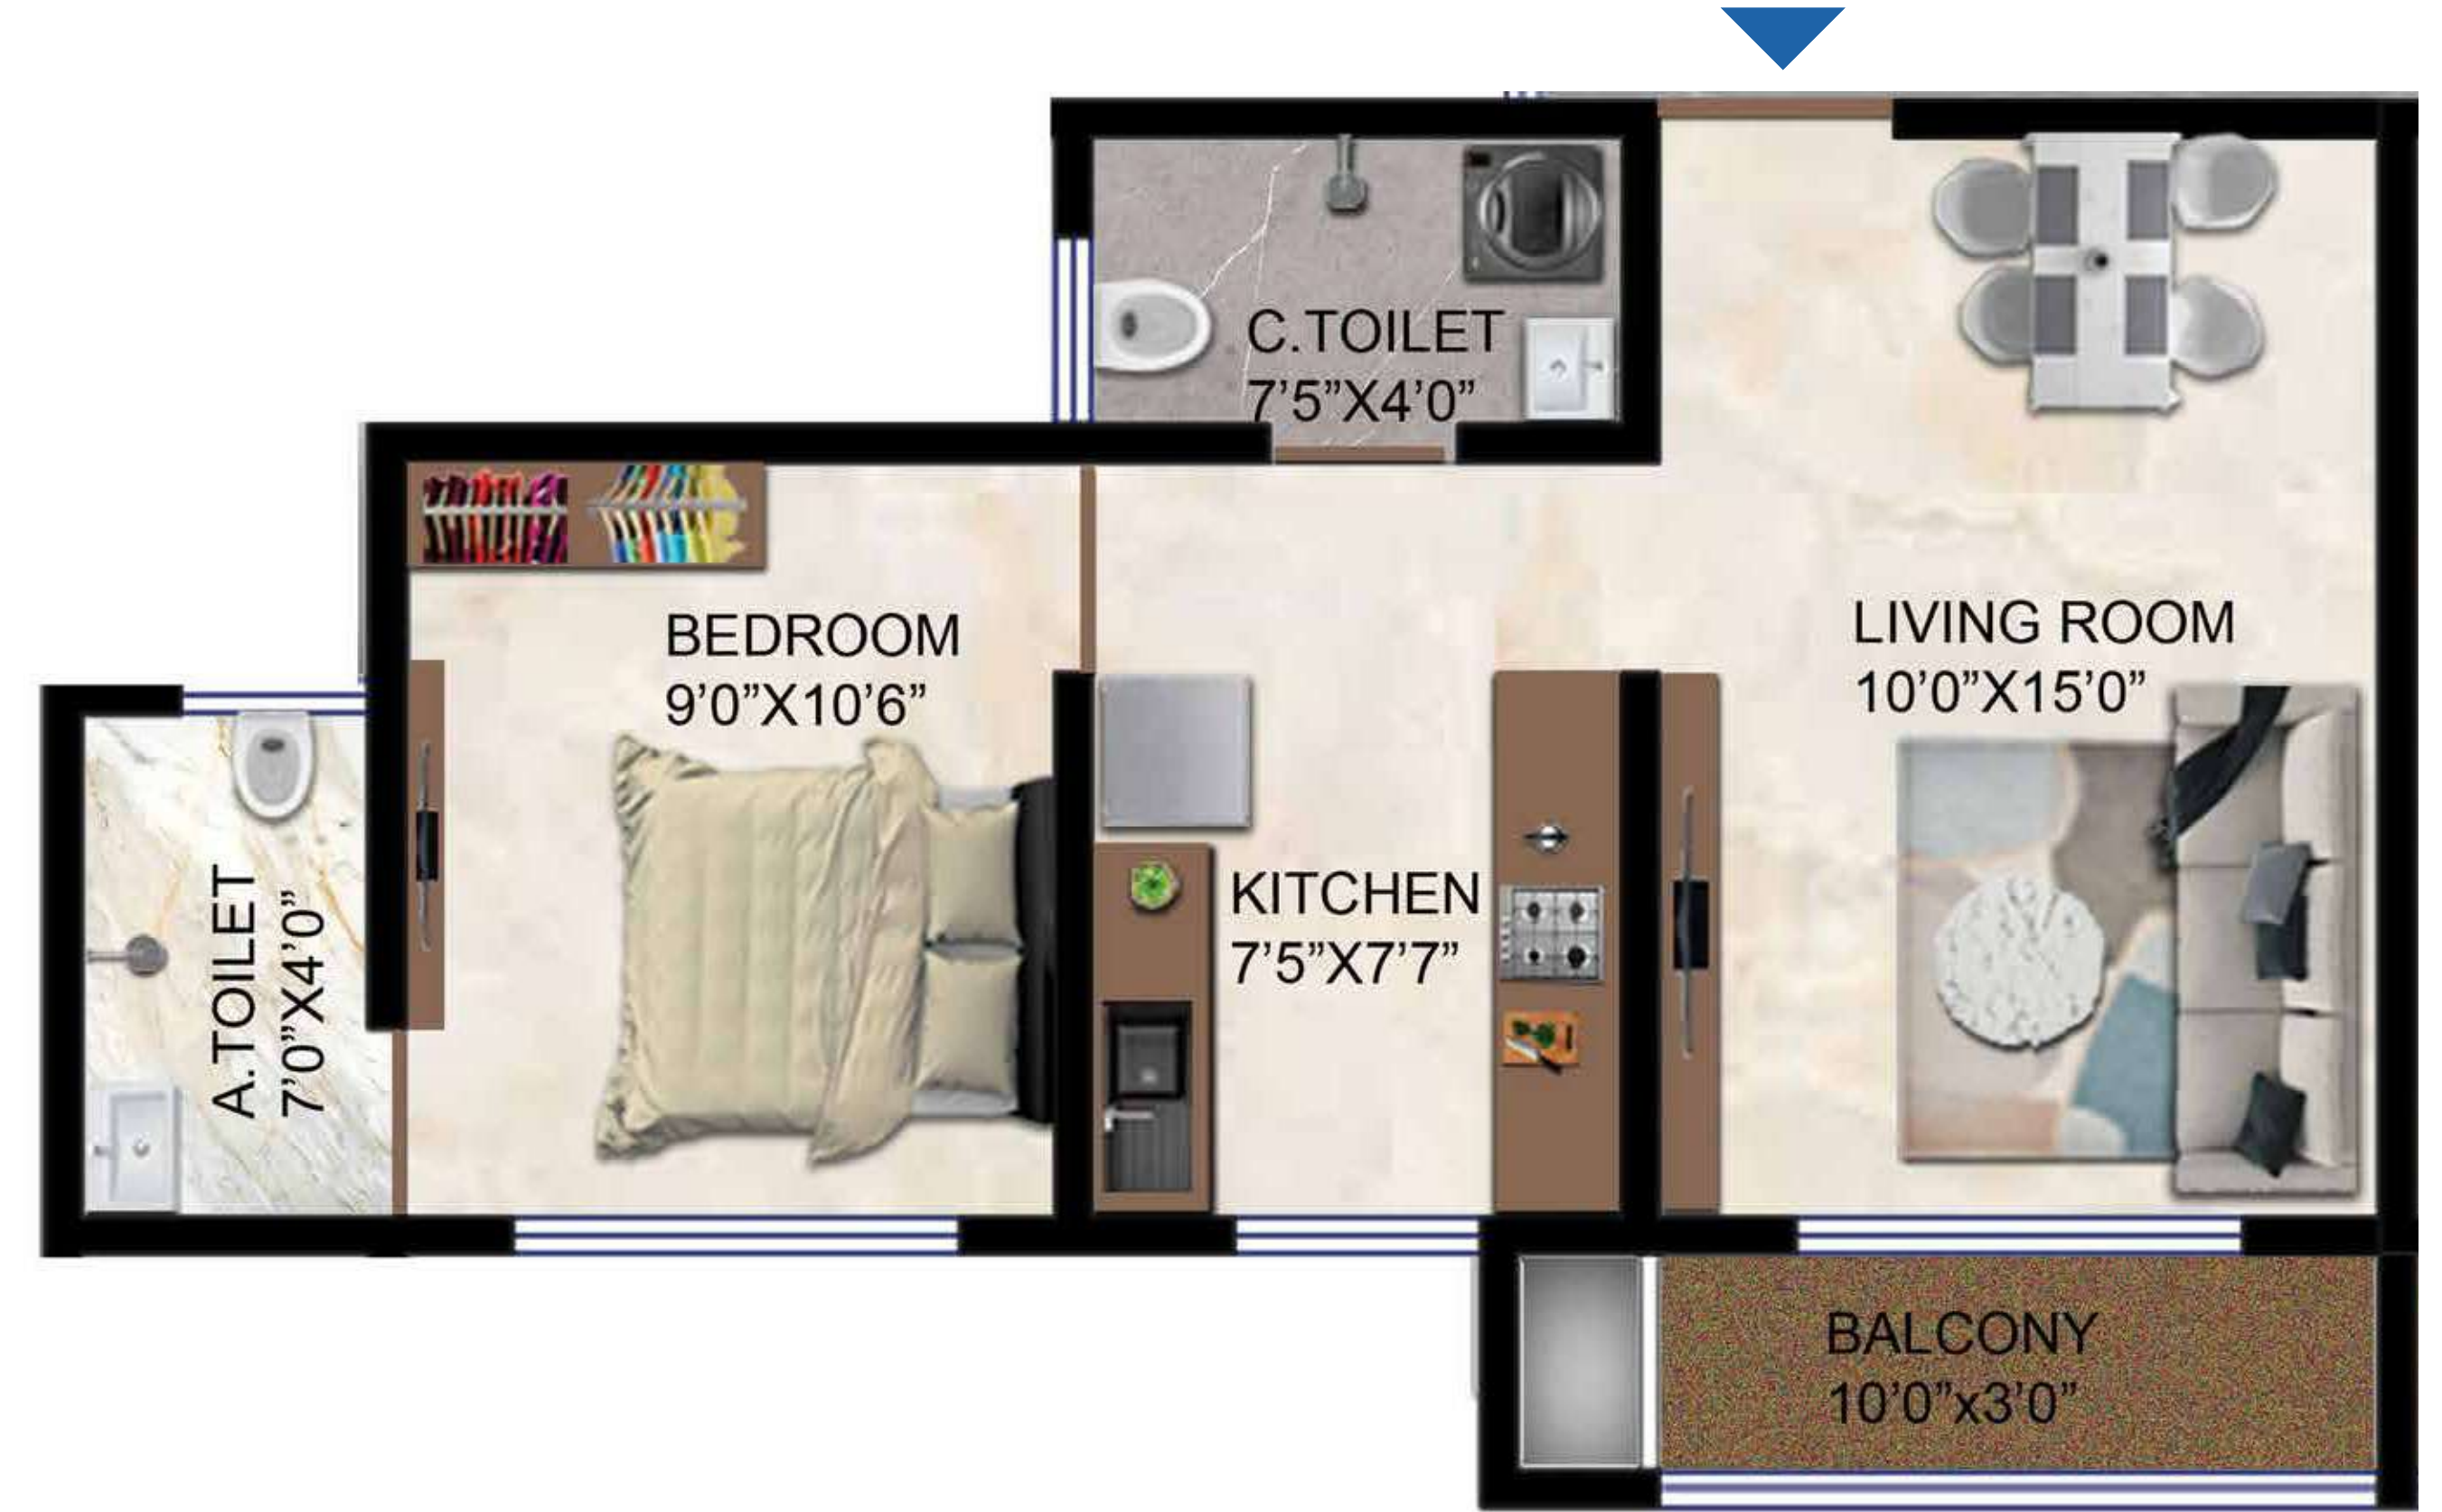 C.TOILET
7’5”X4’0”
BEDROOM
9’0”X10’6”
LIVING ROOM
10’0”X15’0”
A.TOILET
7’0”X4’0”
KITCHEN
7’5”X7’7”
BALCONY
10’0”x3’0”